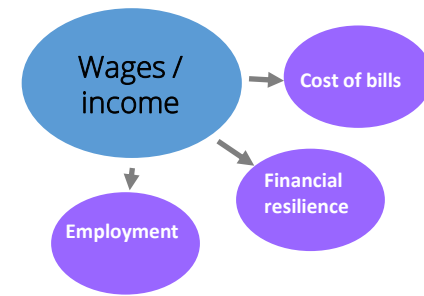 Wages /
income
Cost of bills
Financial
resilience
Employment